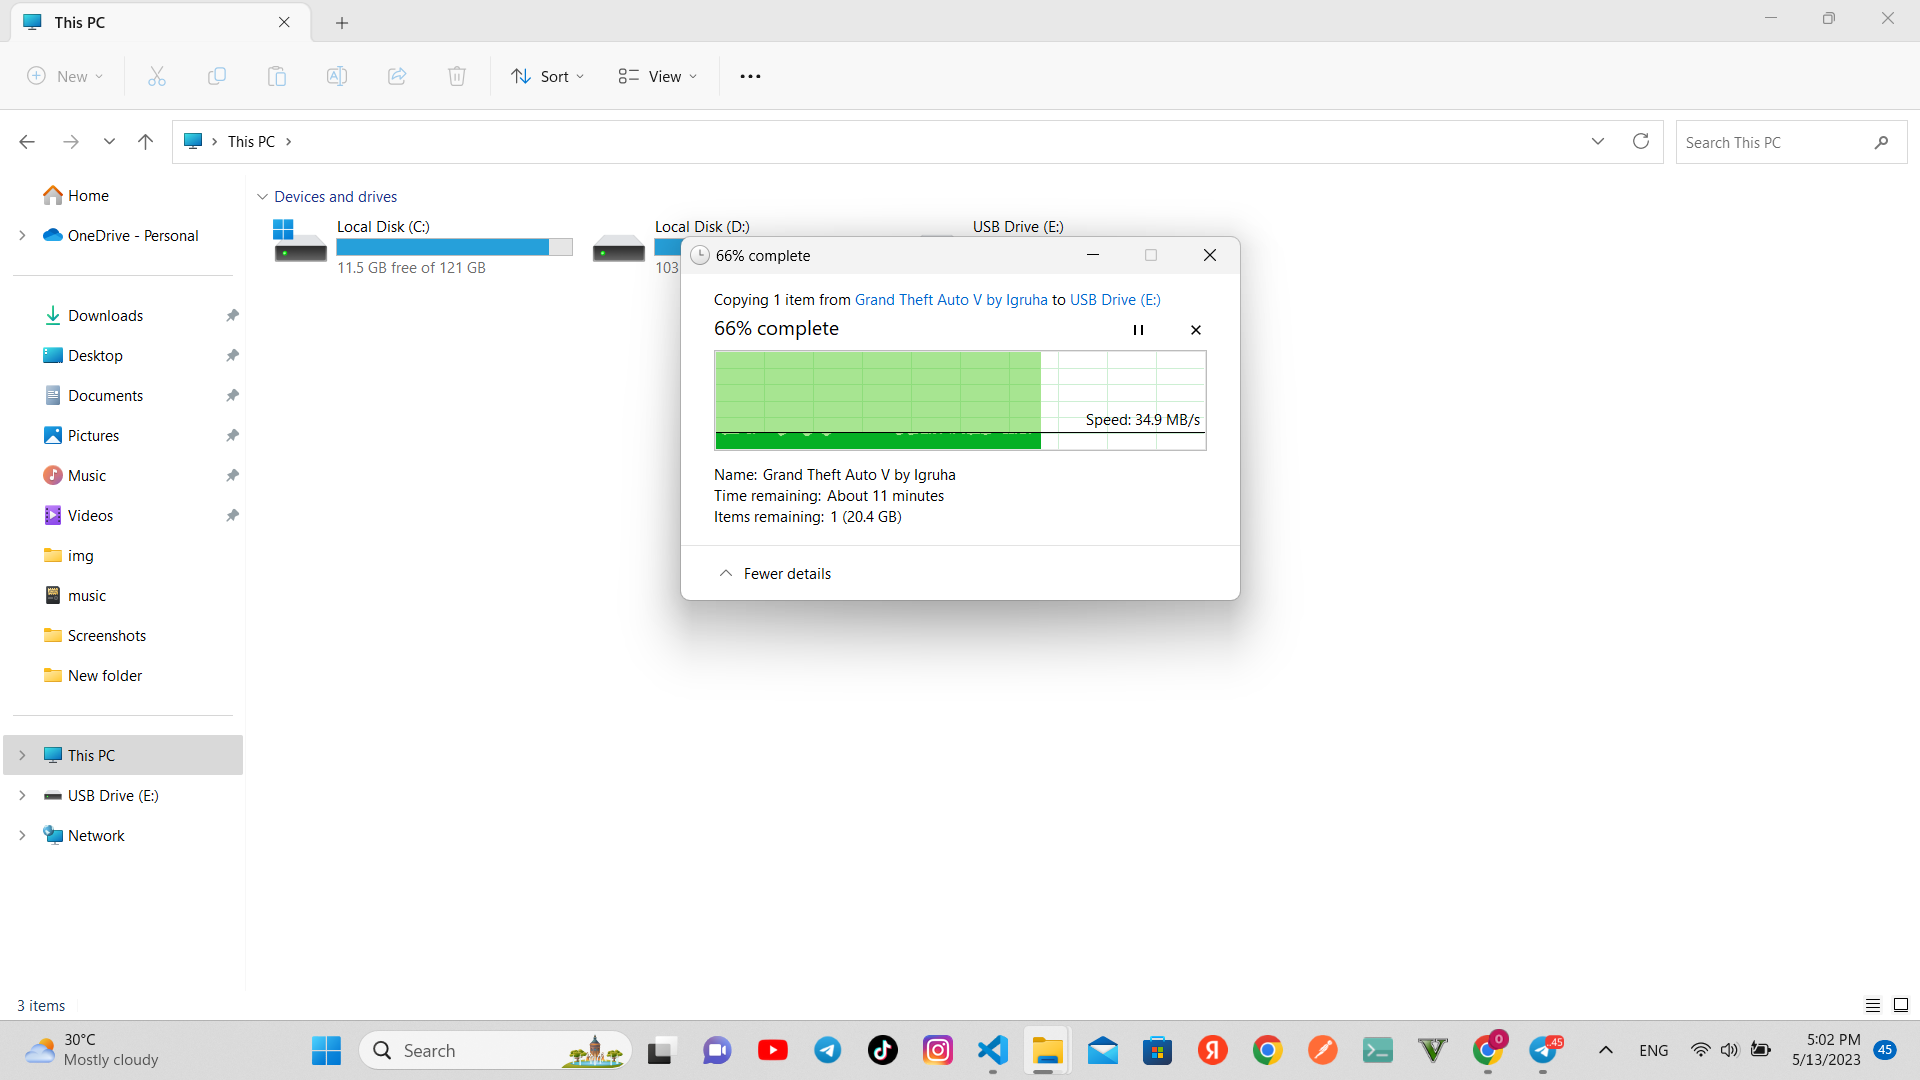 This PC
New
Sort
View
This PC
Search This PC
Home
OneDrive - Personal
Downloads
Desktop
Documents
Pictures
Music
Videos
img
music
Screenshots
New folder
This PC
USB Drive (E:)
Network
Devices and drives
Local Disk (C:)
11.5 GB free of 121 GB
Local Disk (D:)
103
USB Drive (E:)
66% complete
Copying 1 item from Grand Theft Auto V by Igruha to USB Drive (E:)
66% complete
Speed: 34.9 MB/s
Name: Grand Theft Auto V by Igruha
Time remaining: About 11 minutes
Items remaining: 1 (20.4 GB)
Fewer details
3 items
30°C
Mostly cloudy
Search
Я
0
.45
ENG
5:02 PM
5/13/2023
45